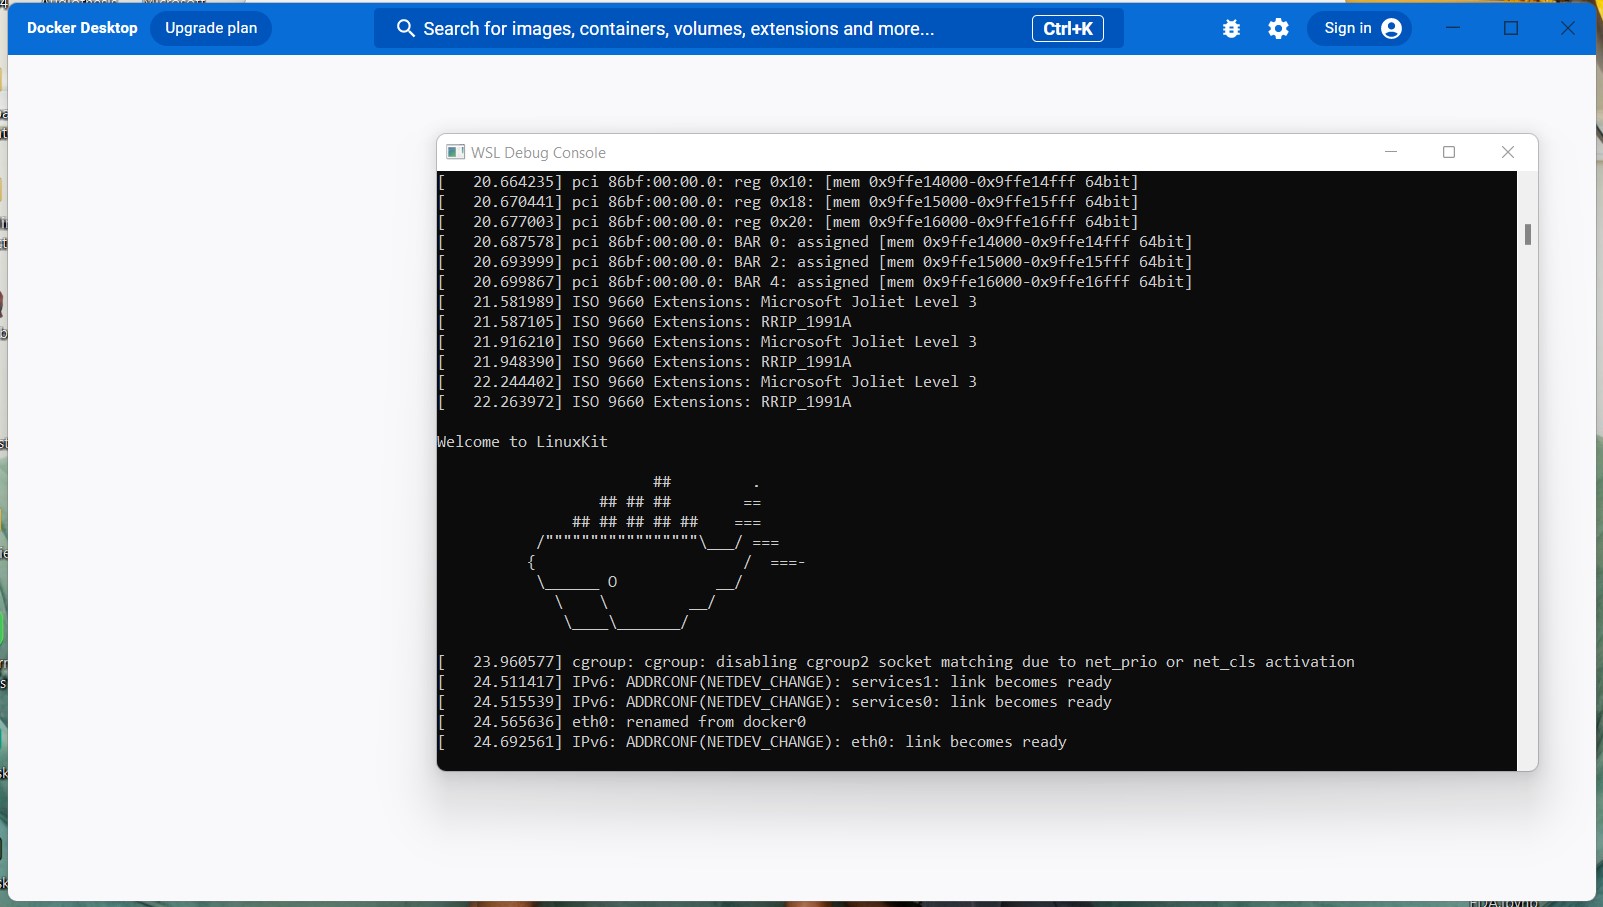 Docker Desktop Upgrade plan Search for images, containers, volumes, extensions and more... Ctrl+K Sign in
WSL Debug Console
[   20.664235] pci 86bf:00:00.0: reg 0x10: [mem 0x9ffe14000-0x9ffe14fff 64bit]
[   20.670441] pci 86bf:00:00.0: reg 0x18: [mem 0x9ffe15000-0x9ffe15fff 64bit]
[   20.677003] pci 86bf:00:00.0: reg 0x20: [mem 0x9ffe16000-0x9ffe16fff 64bit]
[   20.687578] pci 86bf:00:00.0: BAR 0: assigned [mem 0x9ffe14000-0x9ffe14fff 64bit]
[   20.693999] pci 86bf:00:00.0: BAR 2: assigned [mem 0x9ffe15000-0x9ffe15fff 64bit]
[   20.699867] pci 86bf:00:00.0: BAR 4: assigned [mem 0x9ffe16000-0x9ffe16fff 64bit]
[   21.581989] ISO 9660 Extensions: Microsoft Joliet Level 3
[   21.587105] ISO 9660 Extensions: RRIP_1991A
[   21.916210] ISO 9660 Extensions: Microsoft Joliet Level 3
[   21.948390] ISO 9660 Extensions: RRIP_1991A
[   22.244402] ISO 9660 Extensions: Microsoft Joliet Level 3
[   22.263972] ISO 9660 Extensions: RRIP_1991A
Welcome to LinuxKit
                        ##         .
                  ## ## ##        ==
               ## ## ## ## ##    ===
           /"""""""""""""""""\___/ ===
          {                       /  ===-
           \______ O           __/
             \    \         __/
              \____\_______/
[   23.960577] cgroup: cgroup: disabling cgroup2 socket matching due to net_prio or net_cls activation
[   24.511417] IPv6: ADDRCONF(NETDEV_CHANGE): services1: link becomes ready
[   24.515539] IPv6: ADDRCONF(NETDEV_CHANGE): services0: link becomes ready
[   24.565636] eth0: renamed from docker0
[   24.692561] IPv6: ADDRCONF(NETDEV_CHANGE): eth0: link becomes ready